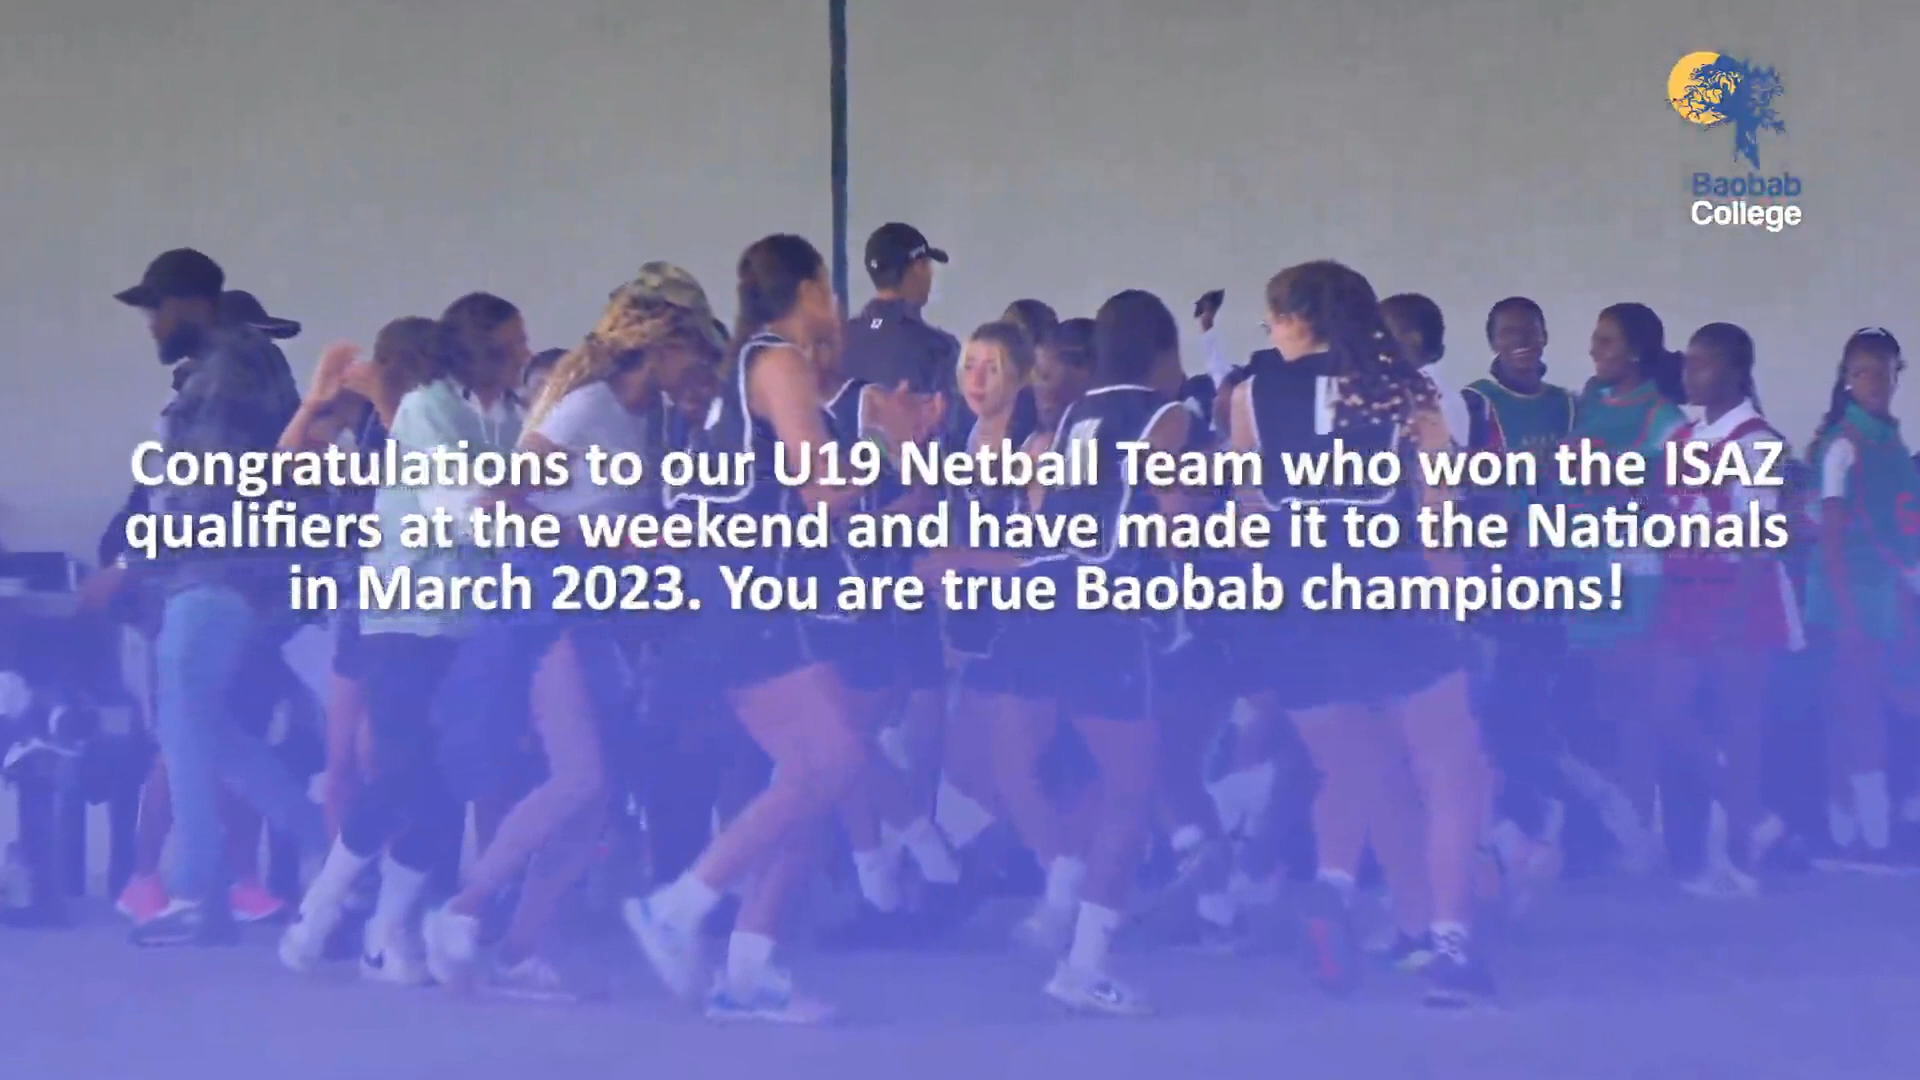 Baobab
College
Congratulations to our U19 Netball Team who won the ISAZ
qualifiers at the weekend and have made it to the Nationals
in March 2023. You are true Baobab champions!